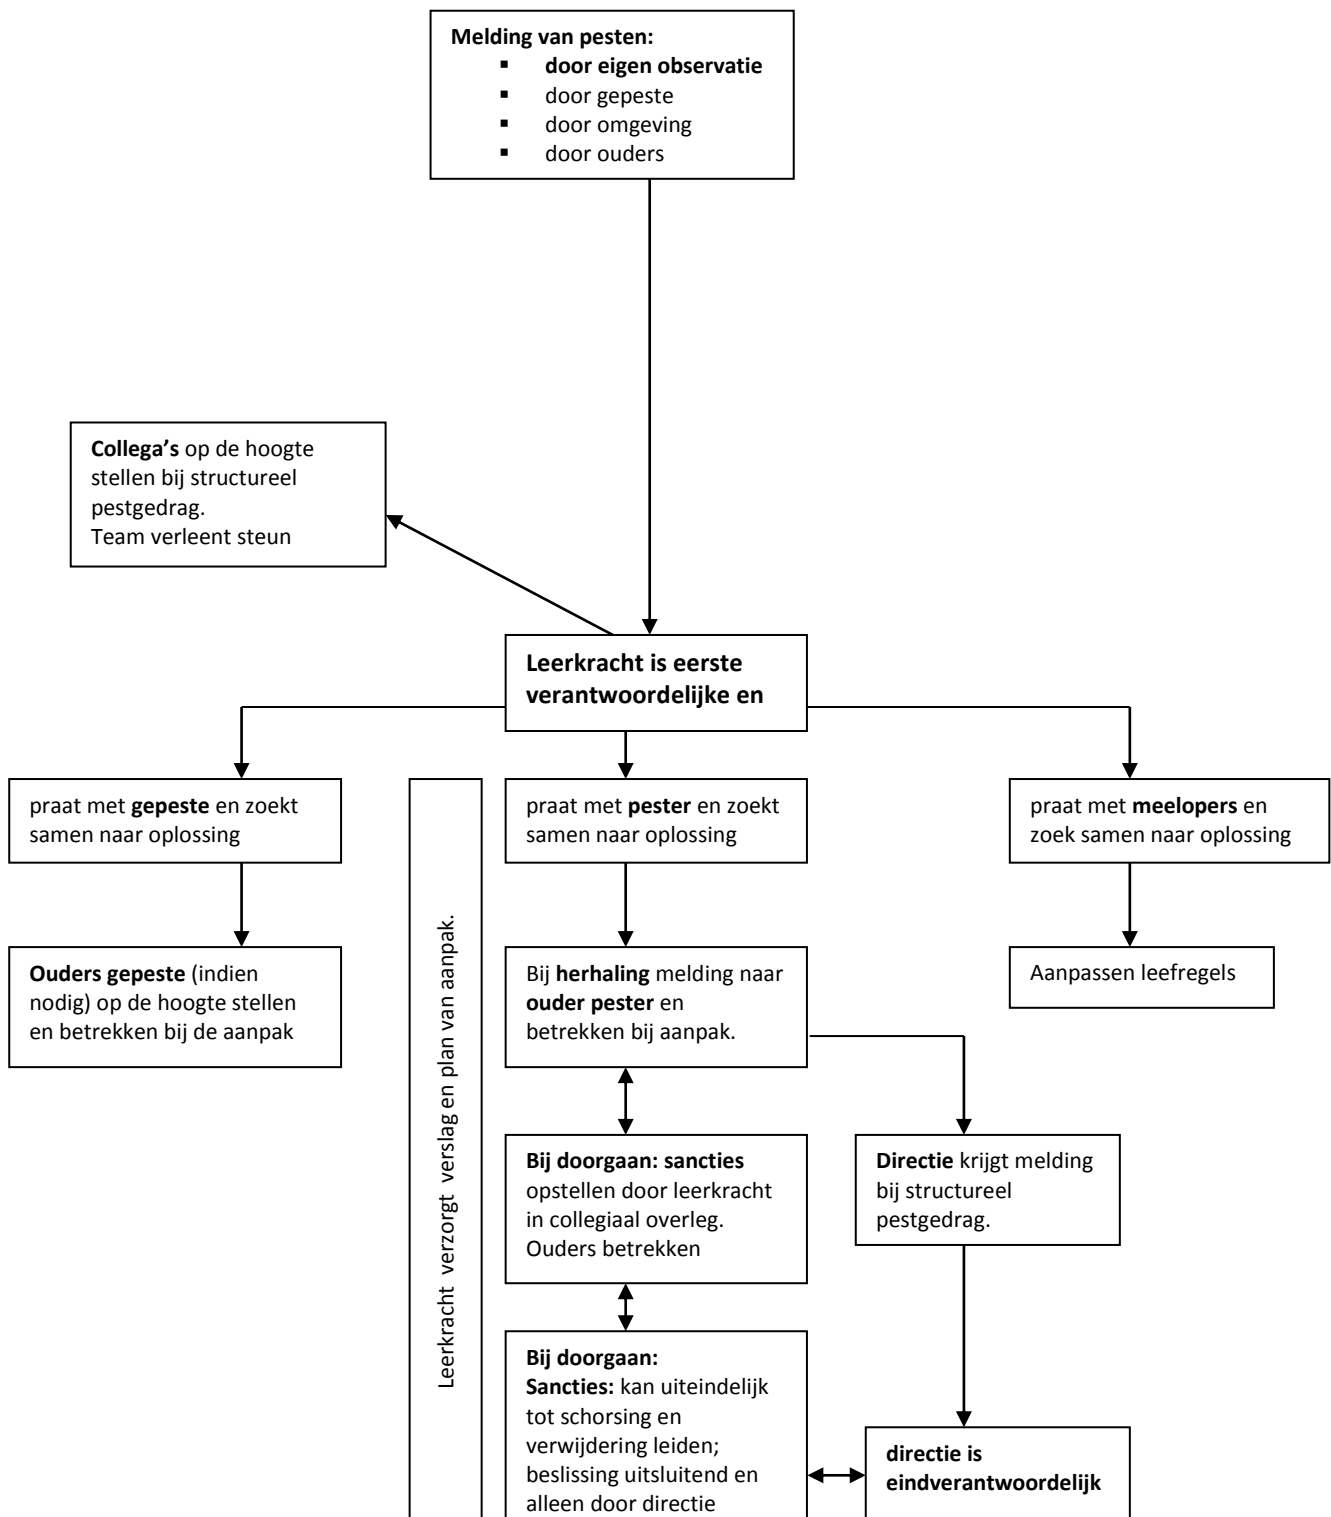 Melding van pesten:
▪ door eigen observatie
▪ door gepeste
▪ door omgeving
▪ door ouders
Collega’s op de hoogte
stellen bij structureel
pestgedrag.
Team verleent steun
Leerkracht is eerste
verantwoordelijke en
praat met gepeste en zoekt
samen naar oplossing
praat met pester en zoekt
samen naar oplossing
praat met meelopers en
zoek samen naar oplossing
Leerkracht verzorgt verslag en plan van aanpak.
Ouders gepeste (indien
nodig) op de hoogte stellen
en betrekken bij de aanpak
Bij herhaling melding naar
ouder pester en
betrekken bij aanpak.
Aanpassen leefregels
Bij doorgaan: sancties
opstellen door leerkracht
in collegiaal overleg.
Ouders betrekken
Directie krijgt melding
bij structureel
pestgedrag.
Bij doorgaan:
Sancties: kan uiteindelijk
tot schorsing en
verwijdering leiden;
beslissing uitsluitend en
alleen door directie
directie is
eindverantwoordelijk